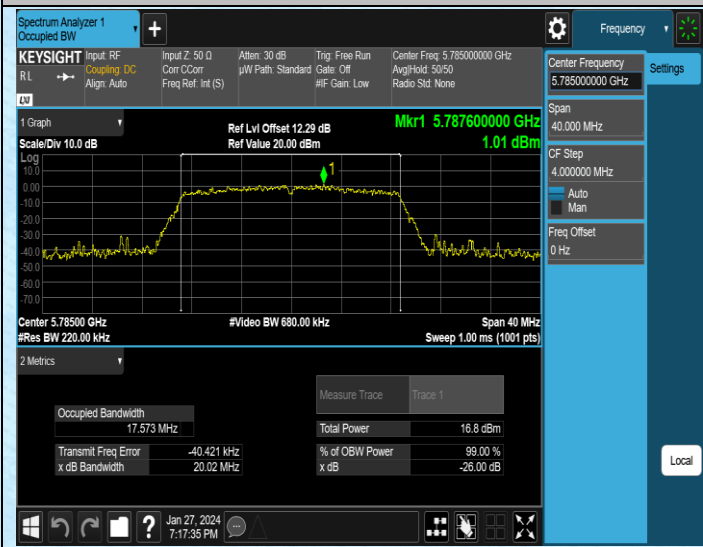 Spectrum Analyzer 1
Occupied BW
+
Frequency
KEYSIGHT
RL
LXI
Input: RF
Coupling: DC
Align: Auto
Input Z: 50 Ω
Corr CCorr
Freq Ref: Int (S)
Atten: 30 dB
µW Path: Standard
Trig: Free Run
Gate: Off
#IF Gain: Low
Center Freq: 5.785000000 GHz
Avg|Hold: 50/50
Radio Std: None
Center Frequency
5.785000000 GHz
Settings
Span
40.000 MHz
CF Step
4.000000 MHz
Auto
Man
Freq Offset
0 Hz
1 Graph
Scale/Div 10.0 dB
Ref Lvl Offset 12.29 dB
Ref Value 20.00 dBm
Mkr1 5.787600000 GHz
1.01 dBm
Log
10.0
0.00
-10.0
-20.0
-30.0
-40.0
-50.0
-60.0
-70.0
1
Center 5.78500 GHz
#Res BW 220.00 kHz
#Video BW 680.00 kHz
Span 40 MHz
Sweep 1.00 ms (1001 pts)
2 Metrics
Measure Trace Trace 1
Occupied Bandwidth
17.573 MHz
Total Power 16.8 dBm
Transmit Freq Error -40.421 kHz
% of OBW Power 99.00 %
x dB Bandwidth 20.02 MHz
x dB -26.00 dB
Local
?
Jan 27, 2024
7:17:35 PM